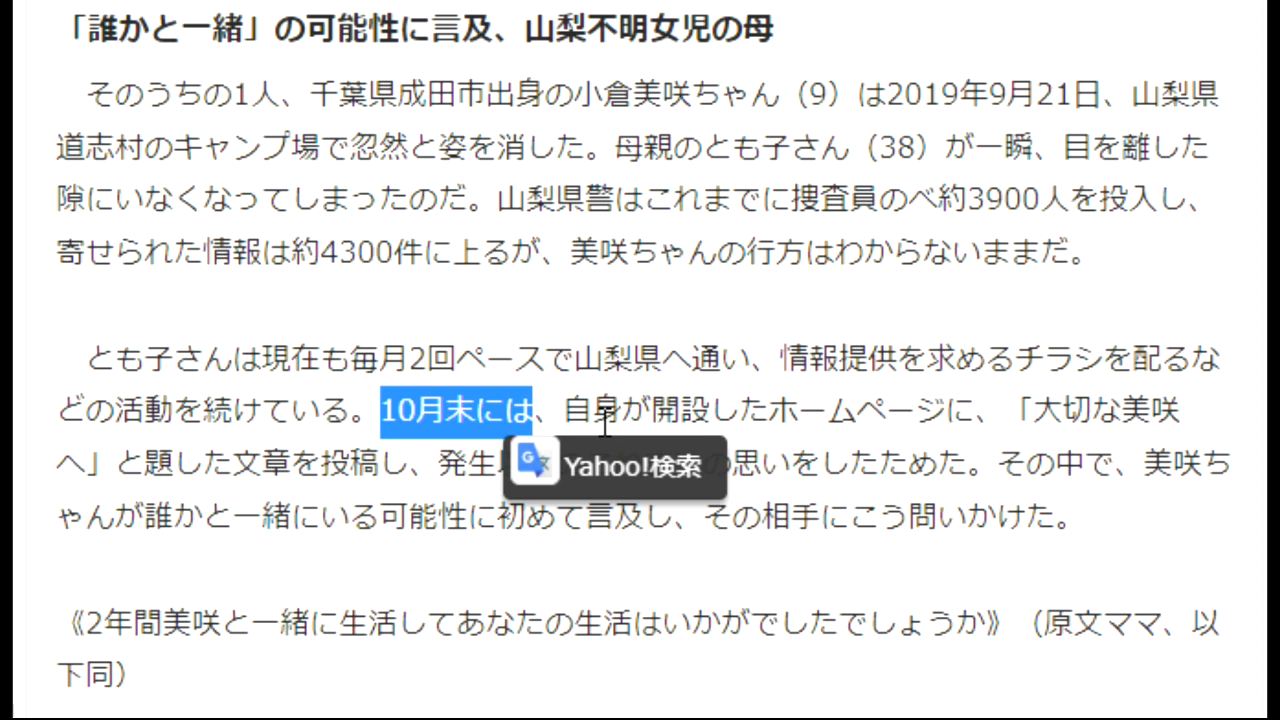 「誰かと一緒」の可能性に言及、山梨不明女児の母
そのうちの1人、千葉県成田市出身の小倉美咲ちゃん（9）は2019年9月21日、山梨県
道志村のキャンプ場で忽然と姿を消した。母親のとも子さん（38）が一瞬、目を離した
隙にいなくなってしまったのだ。山梨県警はこれまでに捜査員のべ約3900人を投入し、
寄せられた情報は約4300件に上るが、美咲ちゃんの行方はわからないままだ。
とも子さんは現在も毎月2回ペースで山梨県へ通い、情報提供を求めるチラシを配るな
どの活動を続けている。10月末には、自身が開設したホームページに、「大切な美咲
へ」と題した文章を投稿し、発生
Yahoo!検索
の思いをしたためた。その中で、美咲ち
ゃんが誰かと一緒にいる可能性に初めて言及し、その相手にこう問いかけた。
《2年間美咲と一緒に生活してあなたの生活はいかがでしたでしょうか》（原文ママ、以
下同）